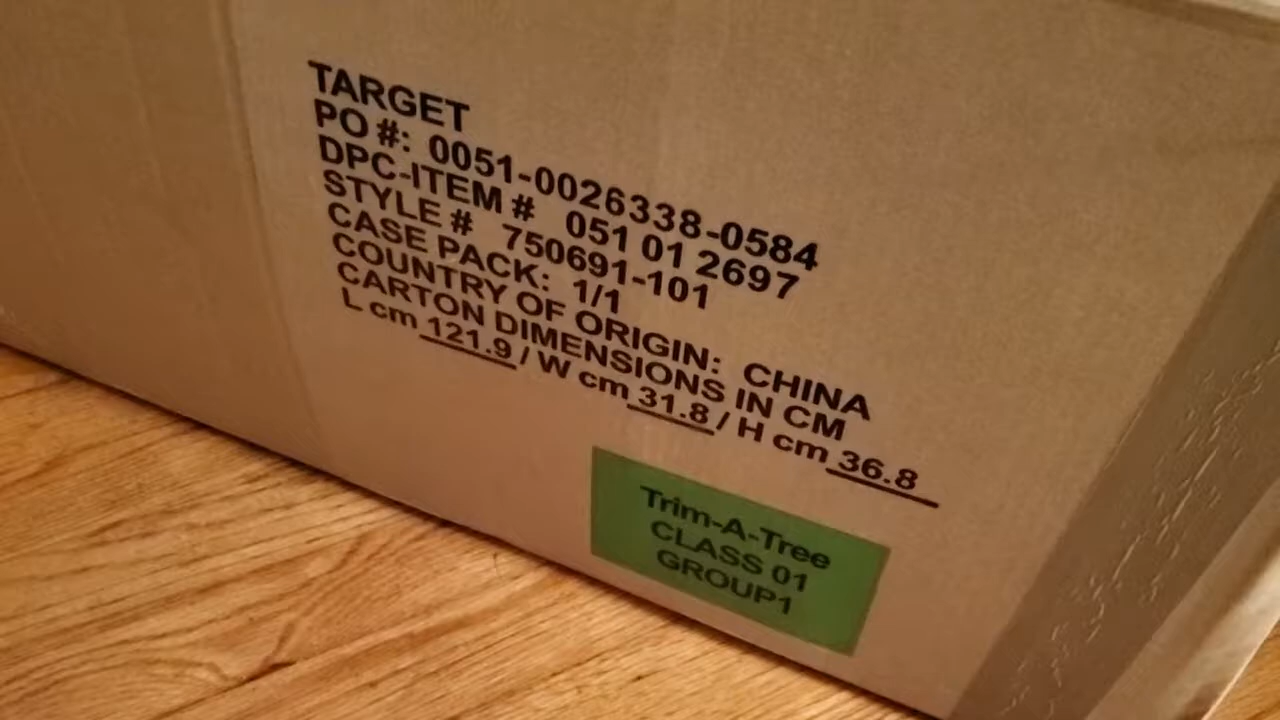 TARGET
PO #: 0051-0026338-0584
DPC-ITEM # 051 01 2697
STYLE # 750691-101
CASE PACK: 1/1
COUNTRY OF ORIGIN: CHINA
CARTON DIMENSIONS IN CM
L cm 121.9 / W cm 31.8 / H cm 36.8
Trim-A-Tree
CLASS 01
GROUP1